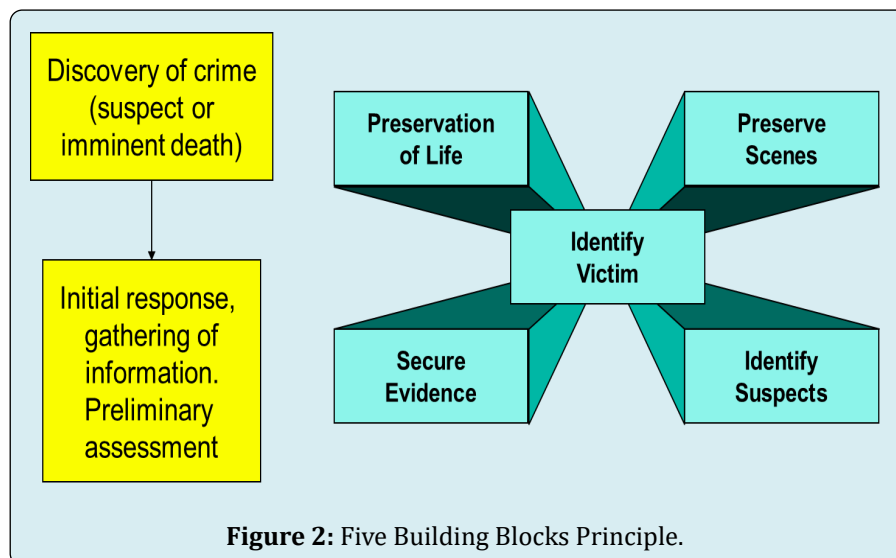 Discovery of crime
(suspect or
imminent death)
Initial response,
gathering of
information.
Preliminary
assessment
Preservation
of Life
Preserve
Scenes
Identify
Victim
Secure
Evidence
Identify
Suspects
Figure 2: Five Building Blocks Principle.